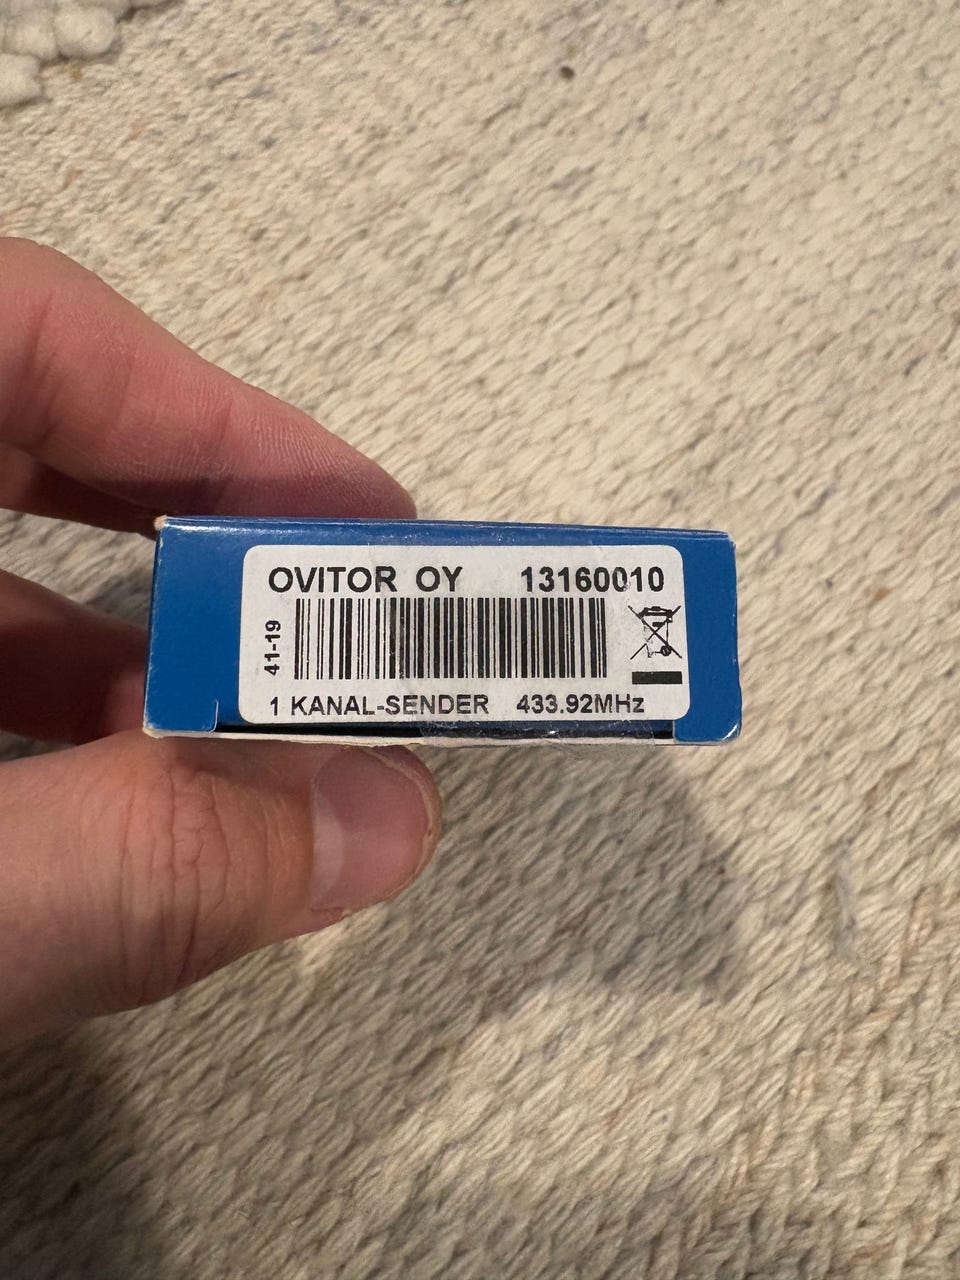 OVITOR OY 13160010
41-19
1 KANAL-SENDER 433.92MHz